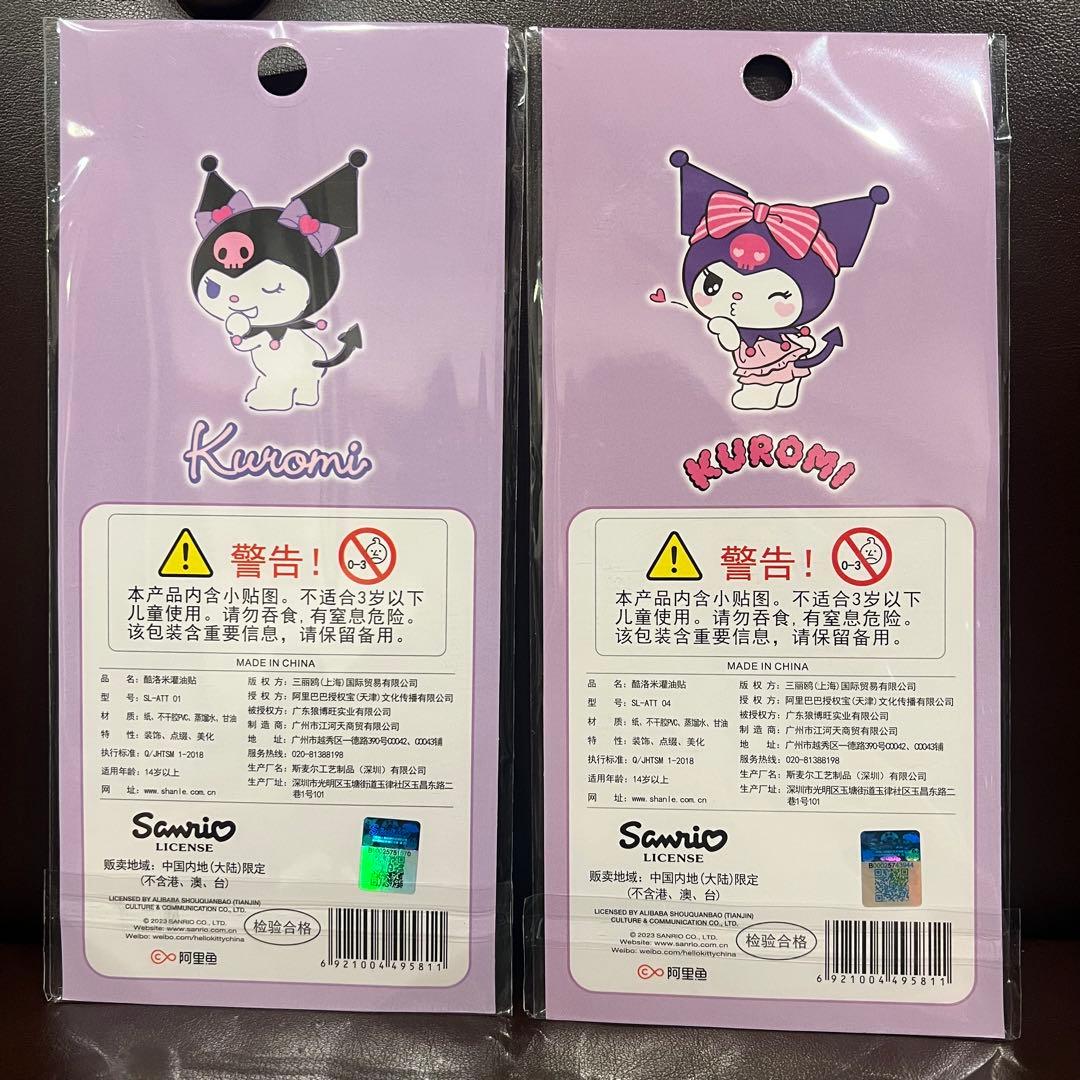 Kuromi
警告!
0-3
本产品内含小贴图。不适合3岁以下
儿童使用。请勿吞食,有窒息危险。
该包装含重要信息,请保留备用。
MADE IN CHINA
品 名:酷洛米灌油贴
型 号:SL-ATT 01
材 质:纸、不干胶PVC、蒸馏水、甘油
特 性:装饰、点缀、美化
执行标准:Q/JHTSM 1-2018
适用年龄:14岁以上
网 址:www.shanle.com.cn
版 权 方:三丽鸥(上海)国际贸易有限公司
授 权 方:阿里巴巴授权宝(天津)文化传播有限公司
被授权方:广东狼博旺实业有限公司
制 造 商:广州市江河天商贸有限公司
地 址:广州市越秀区一德路390号00042、00043铺
服务热线:020-81388198
生产厂名:斯麦尔工艺制品(深圳)有限公司
生产厂址:深圳市光明区玉塘街道玉律社区玉昌东路二
巷1号101
Sanrio
LICENSE
贩卖地域:中国内地(大陆)限定
(不含港、澳、台)
LICENSED BY ALIBABA SHOUQUANBAO (TIANJIN)
CULTURE & COMMUNICATION CO., LTD.
© 2023 SANRIO CO., LTD.
Website: www.sanrio.com.cn
Weibo: weibo.com/hellokittychina
检验合格
阿里鱼
6 921004 495811
KUROMI
警告!
0-3
本产品内含小贴图。不适合3岁以下
儿童使用。请勿吞食,有窒息危险。
该包装含重要信息,请保留备用。
MADE IN CHINA
品 名:酷洛米灌油贴
型 号:SL-ATT 04
材 质:纸、不干胶PVC、蒸馏水、甘油
特 性:装饰、点缀、美化
执行标准:Q/JHTSM 1-2018
适用年龄:14岁以上
网 址:www.shanle.com.cn
版 权 方:三丽鸥(上海)国际贸易有限公司
授 权 方:阿里巴巴授权宝(天津)文化传播有限公司
被授权方:广东狼博旺实业有限公司
制 造 商:广州市江河天商贸有限公司
地 址:广州市越秀区一德路390号00042、00043铺
服务热线:020-81388198
生产厂名:斯麦尔工艺制品(深圳)有限公司
生产厂址:深圳市光明区玉塘街道玉律社区玉昌东路二
巷1号101
Sanrio
LICENSE
B00025743944
贩卖地域:中国内地(大陆)限定
(不含港、澳、台)
LICENSED BY ALIBABA SHOUQUANBAO (TIANJIN)
CULTURE & COMMUNICATION CO., LTD.
© 2023 SANRIO CO., LTD.
Website: www.sanrio.com.cn
Weibo: weibo.com/hellokittychina
检验合格
阿里鱼
6 921004 495811